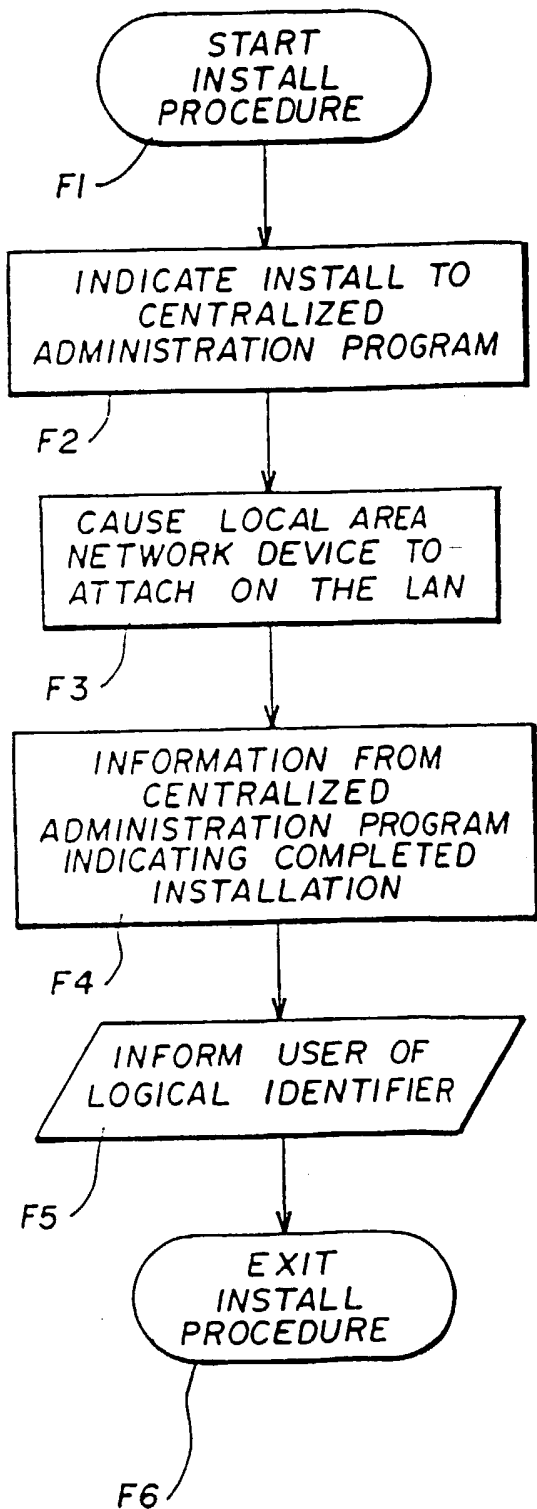 START
INSTALL
PROCEDURE
F1
INDICATE INSTALL TO
CENTRALIZED
ADMINISTRATION PROGRAM
F2
CAUSE LOCAL AREA
NETWORK DEVICE TO
ATTACH ON THE LAN
F3
INFORMATION FROM
CENTRALIZED
ADMINISTRATION PROGRAM
INDICATING COMPLETED
INSTALLATION
F4
INFORM USER OF
LOGICAL IDENTIFIER
F5
EXIT
INSTALL
PROCEDURE
F6